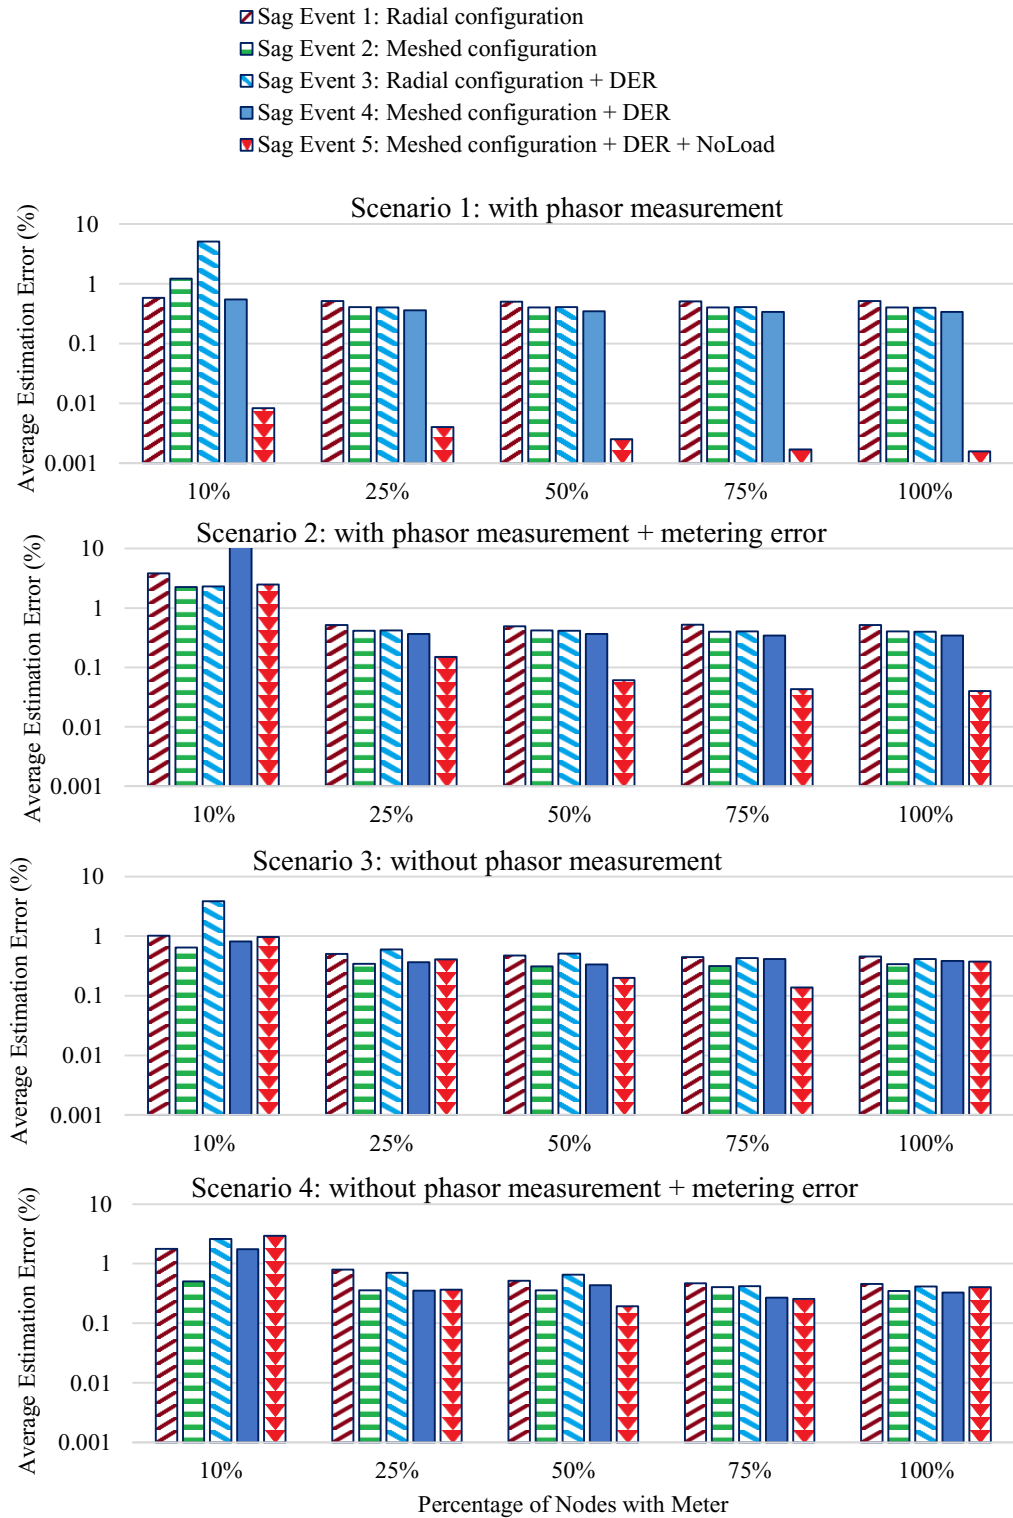 Sag Event 1: Radial configuration
Sag Event 2: Meshed configuration
Sag Event 3: Radial configuration + DER
Sag Event 4: Meshed configuration + DER
Sag Event 5: Meshed configuration + DER + NoLoad
Scenario 1: with phasor measurement
Average Estimation Error (%)
10
1
0.1
0.01
0.001
10% 25% 50% 75% 100%
Scenario 2: with phasor measurement + metering error
Average Estimation Error (%)
10
1
0.1
0.01
0.001
10% 25% 50% 75% 100%
Scenario 3: without phasor measurement
Average Estimation Error (%)
10
1
0.1
0.01
0.001
10% 25% 50% 75% 100%
Scenario 4: without phasor measurement + metering error
Average Estimation Error (%)
10
1
0.1
0.01
0.001
10% 25% 50% 75% 100%
Percentage of Nodes with Meter